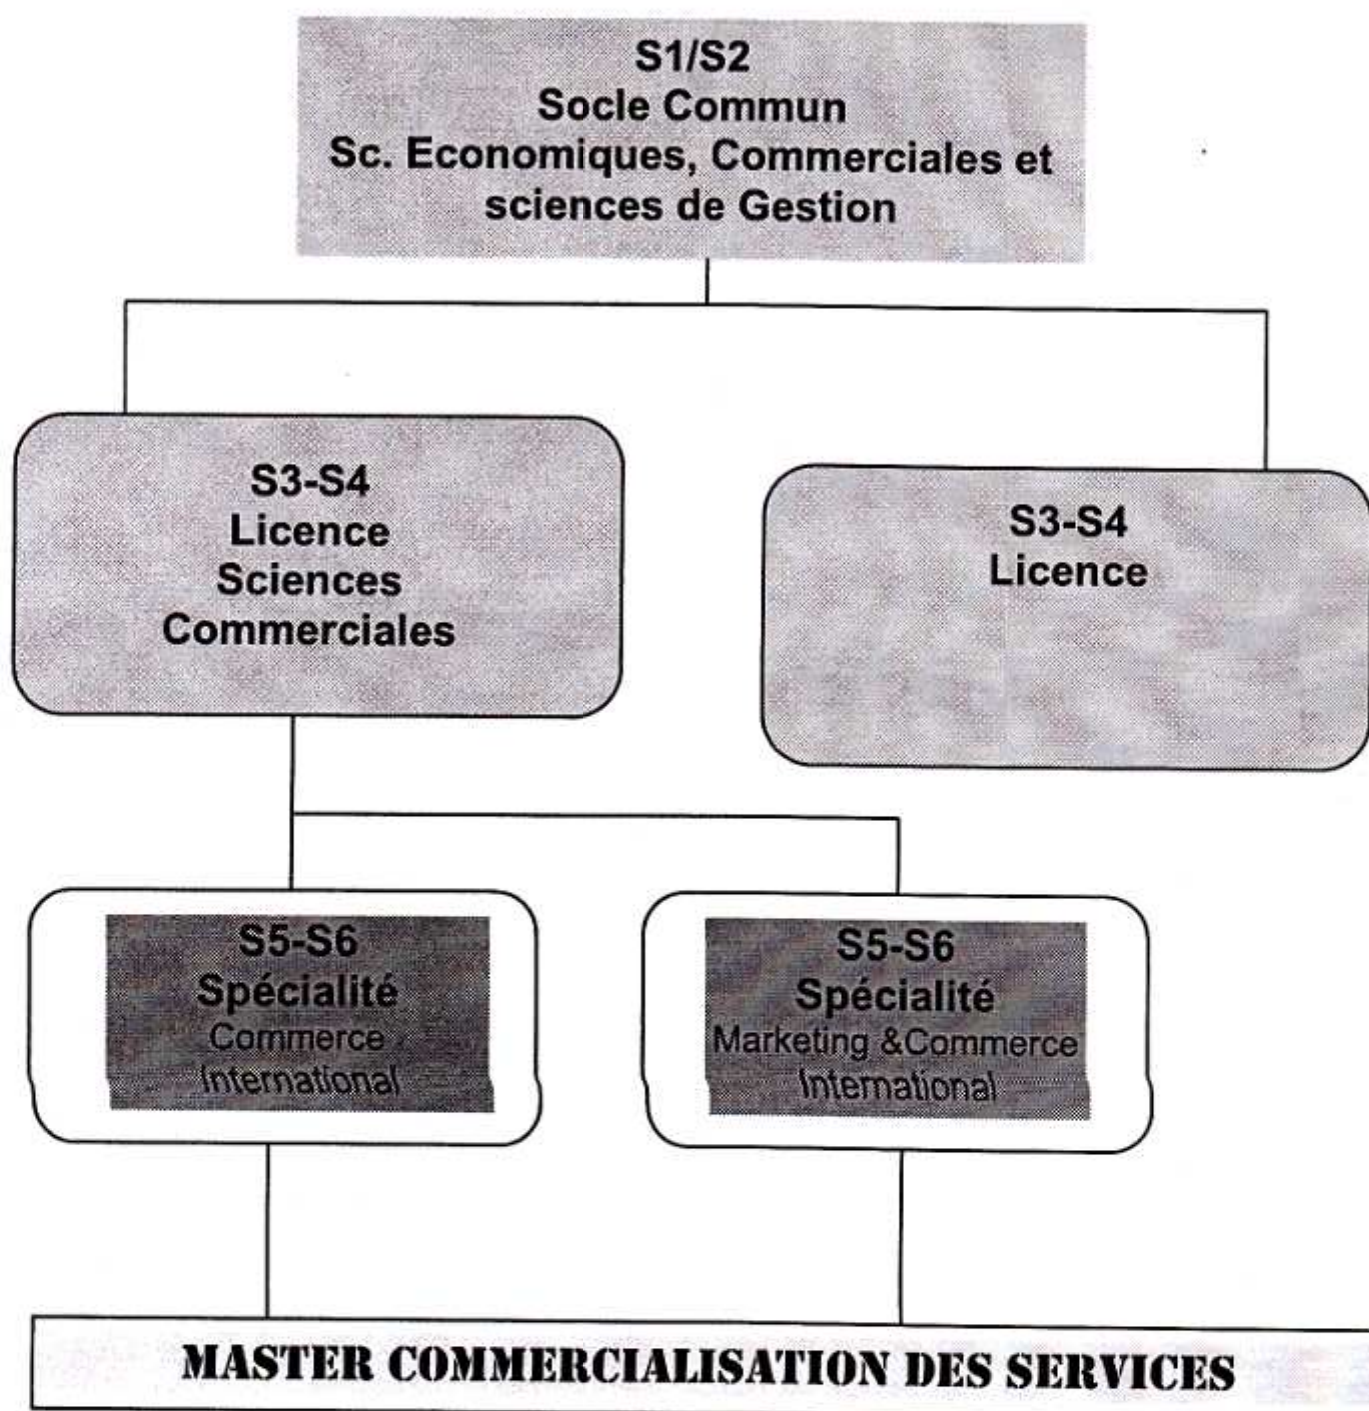 S1/S2
Socle Commun
Sc. Economiques, Commerciales et
sciences de Gestion
S3-S4
Licence
Sciences
Commerciales
S3-S4
Licence
S5-S6
Spécialité
Commerce
International
S5-S6
Spécialité
Marketing &Commerce
International
MASTER COMMERCIALISATION DES SERVICES